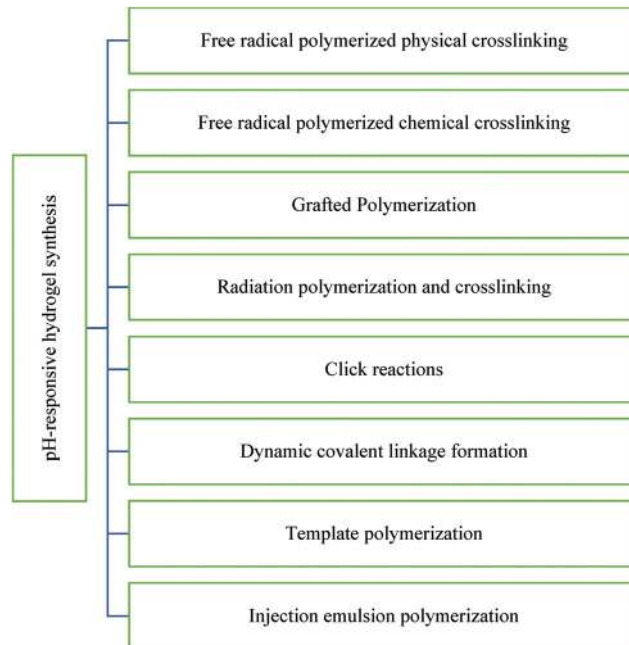 pH-responsive hydrogel synthesis
Free radical polymerized physical crosslinking
Free radical polymerized chemical crosslinking
Grafted Polymerization
Radiation polymerization and crosslinking
Click reactions
Dynamic covalent linkage formation
Template polymerization
Injection emulsion polymerization